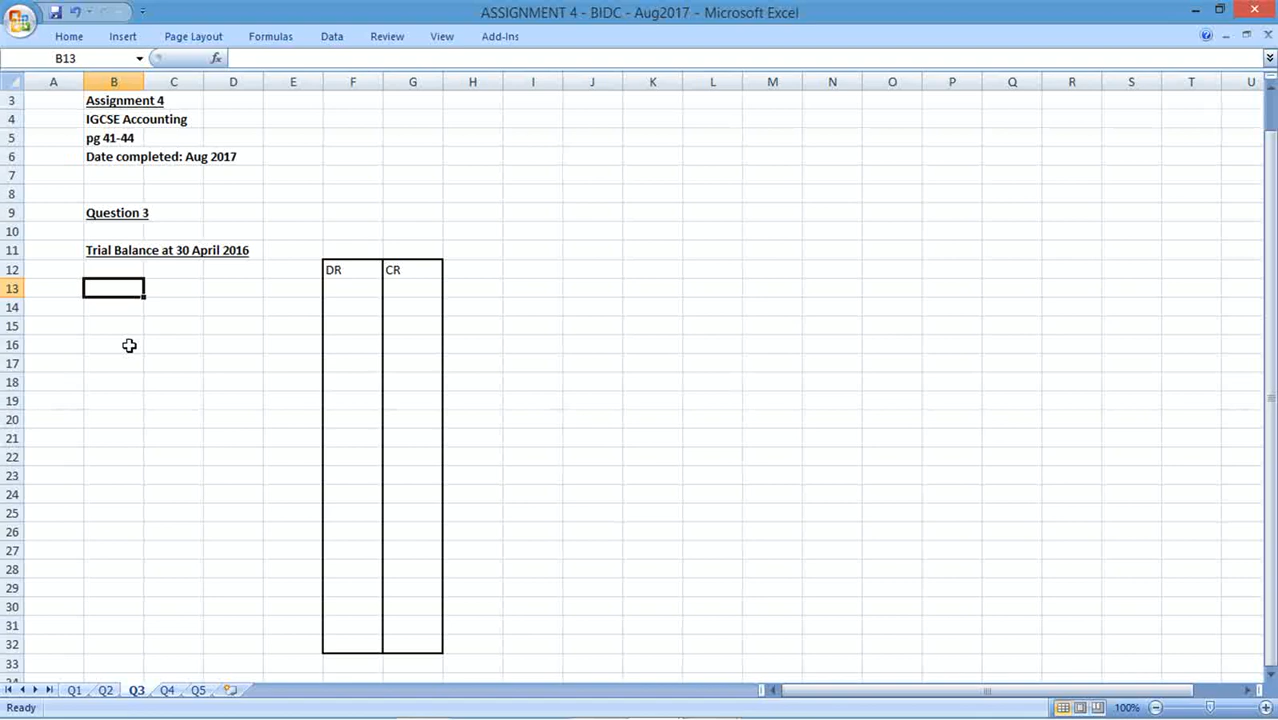 ASSIGNMENT 4 - BIDC - Aug2017 - Microsoft Excel
Home Insert Page Layout Formulas Data Review View Add-Ins
B13 fx
A B C D E F G H I J K L M N O P Q R S T U
3 Assignment 4
4 IGCSE Accounting
5 pg 41-44
6 Date completed: Aug 2017
7
8
9 Question 3
10
11 Trial Balance at 30 April 2016
12 DR CR
13
14
15
16
17
18
19
20
21
22
23
24
25
26
27
28
29
30
31
32
33
Q1 Q2 Q3 Q4 Q5
Ready 100%